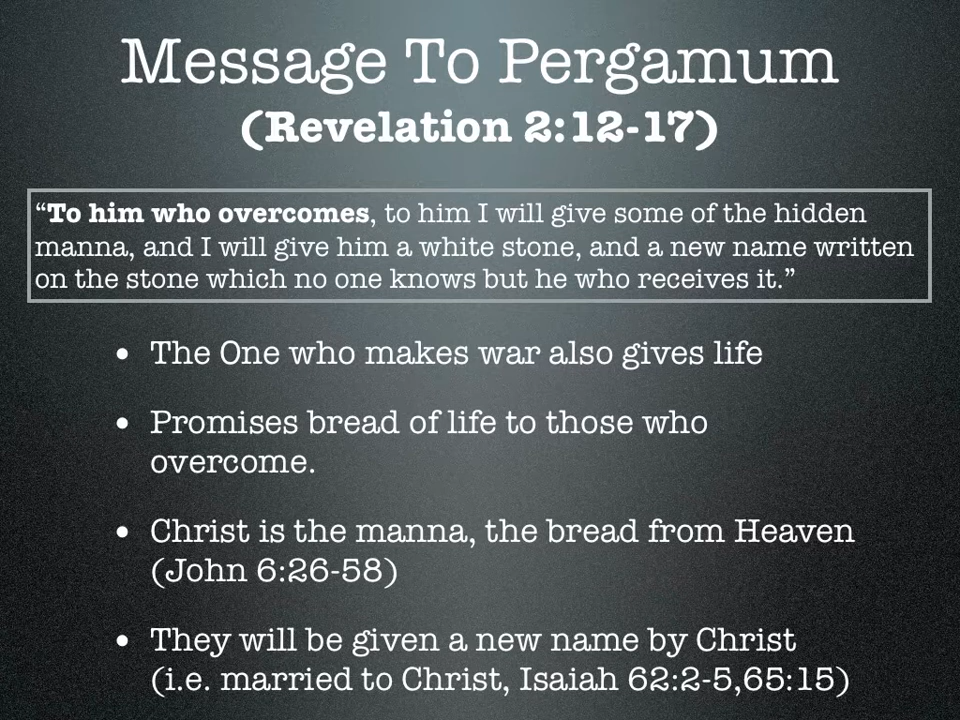 Message To Pergamum
(Revelation 2:12-17)
“To him who overcomes, to him I will give some of the hidden
manna, and I will give him a white stone, and a new name written
on the stone which no one knows but he who receives it.”
• The One who makes war also gives life
• Promises bread of life to those who
overcome.
• Christ is the manna, the bread from Heaven
(John 6:26-58)
• They will be given a new name by Christ
(i.e. married to Christ, Isaiah 62:2-5,65:15)